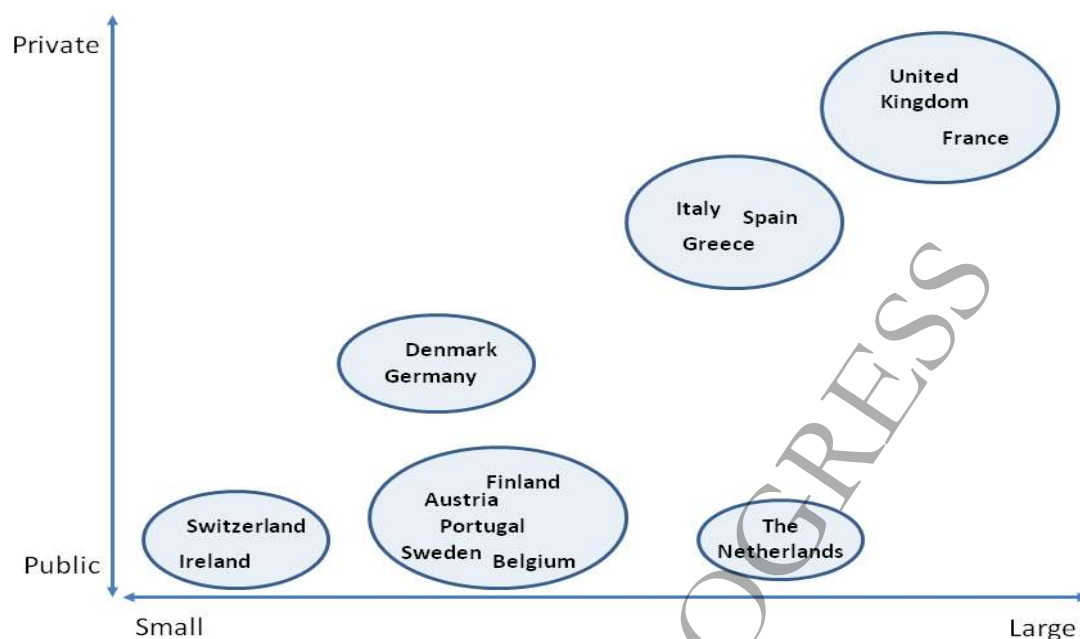 Private
United
Kingdom
France
Italy Spain
Greece
Denmark
Germany
Finland
Austria
Portugal
Sweden
Belgium
Switzerland
Ireland
The
Netherlands
Public
Small
Large
OGRESS